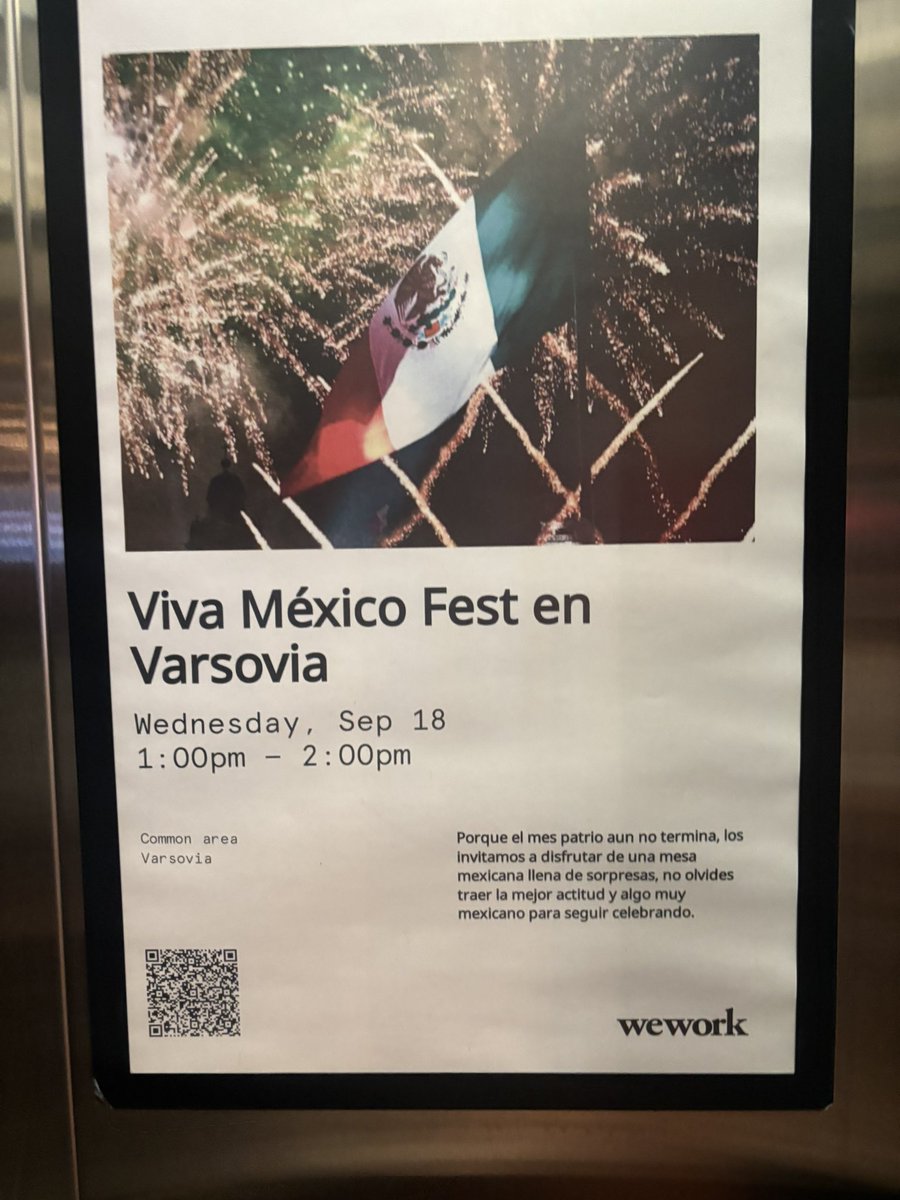 Viva México Fest en
Varsovia
Wednesday, Sep 18
1:00pm – 2:00pm
Common area
Varsovia
Porque el mes patrio aun no termina, los
invitamos a disfrutar de una mesa
mexicana llena de sorpresas, no olvides
traer la mejor actitud y algo muy
mexicano para seguir celebrando.
wework